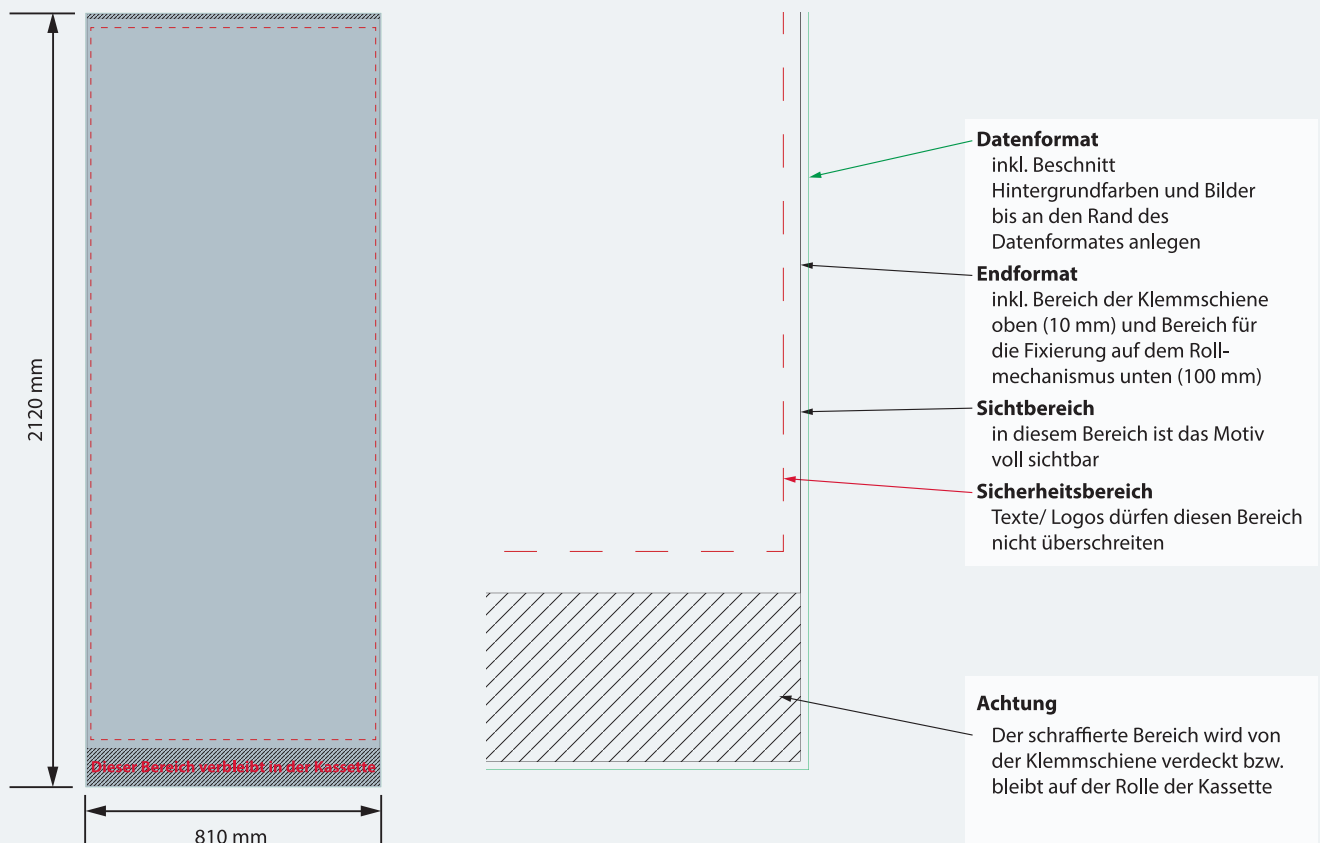 2120 mm
Dieser Bereich verbleibt in der Kassette
810 mm
Datenformat
inkl. Beschnitt
Hintergrundfarben und Bilder
bis an den Rand des
Datenformates anlegen
Endformat
inkl. Bereich der Klemmschiene
oben (10 mm) und Bereich für
die Fixierung auf dem Roll-
mechanismus unten (100 mm)
Sichtbereich
in diesem Bereich ist das Motiv
voll sichtbar
Sicherheitsbereich
Texte/ Logos dürfen diesen Bereich
nicht überschreiten
Achtung
Der schraffierte Bereich wird von
der Klemmschiene verdeckt bzw.
bleibt auf der Rolle der Kassette